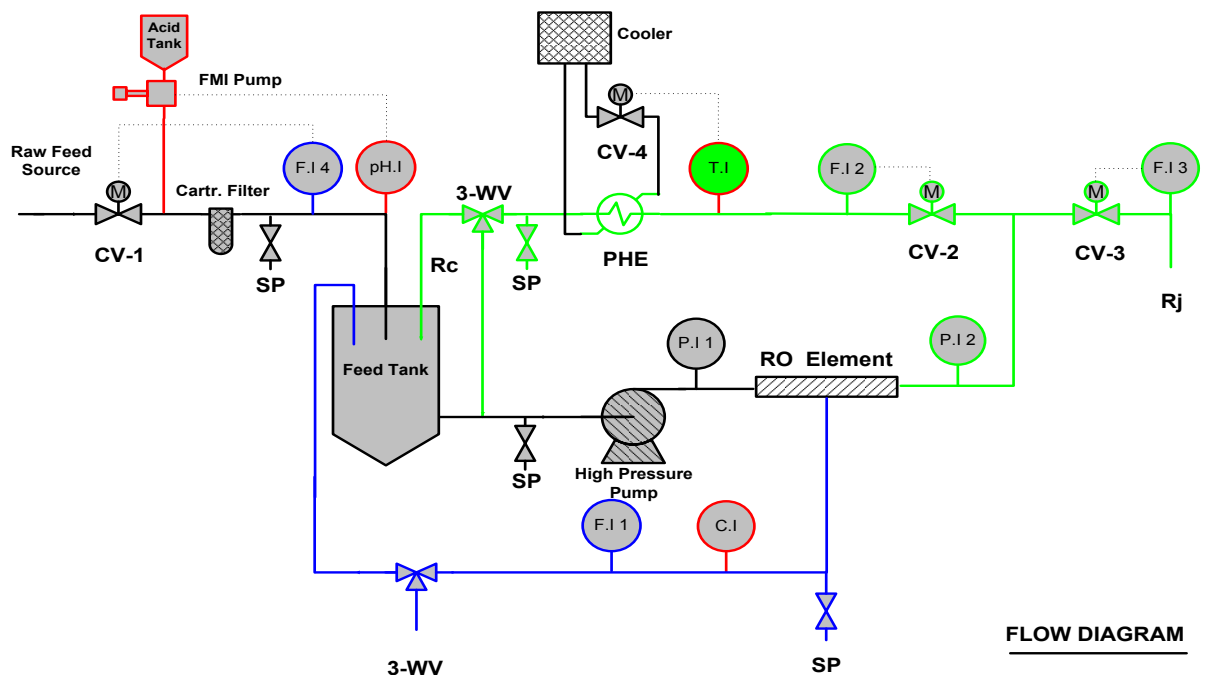 Acid
Tank
FMI Pump
Cooler
M
CV-4
Raw Feed
Source
M
CV-1
Cartr. Filter
SP
F.I 4
pH.I
3-WV
Rc
SP
PHE
T.I
F.I 2
M
CV-2
M
CV-3
F.I 3
Rj
Feed Tank
SP
P.I 1
High Pressure
Pump
RO Element
P.I 2
F.I 1
C.I
3-WV
SP
FLOW DIAGRAM